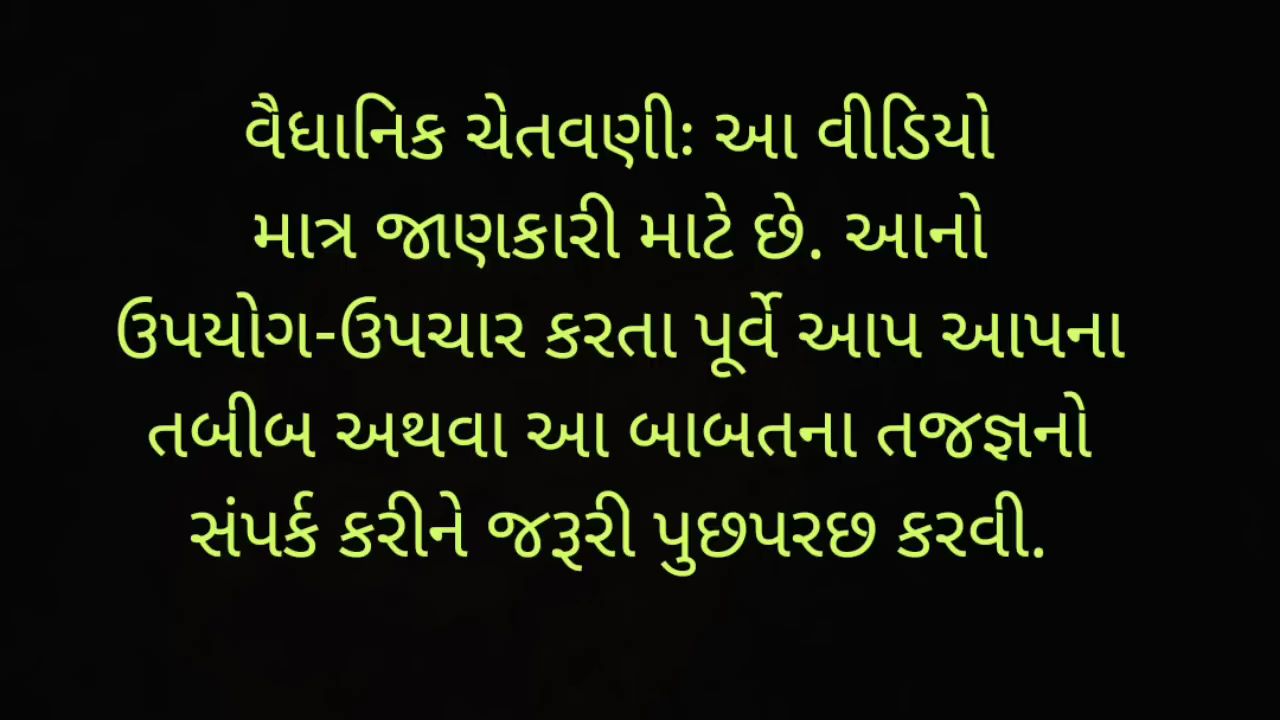 વૈધાનિક ચેતવણીઃ આ વીડિયો
માત્ર જાણકારી માટે છે. આનો
ઉપયોગ-ઉપચાર કરતા પૂર્વે આપ આપના
તબીબ અથવા આ બાબતના તજજ્ઞનો
સંપર્ક કરીને જરૂરી પુછપરછ કરવી.